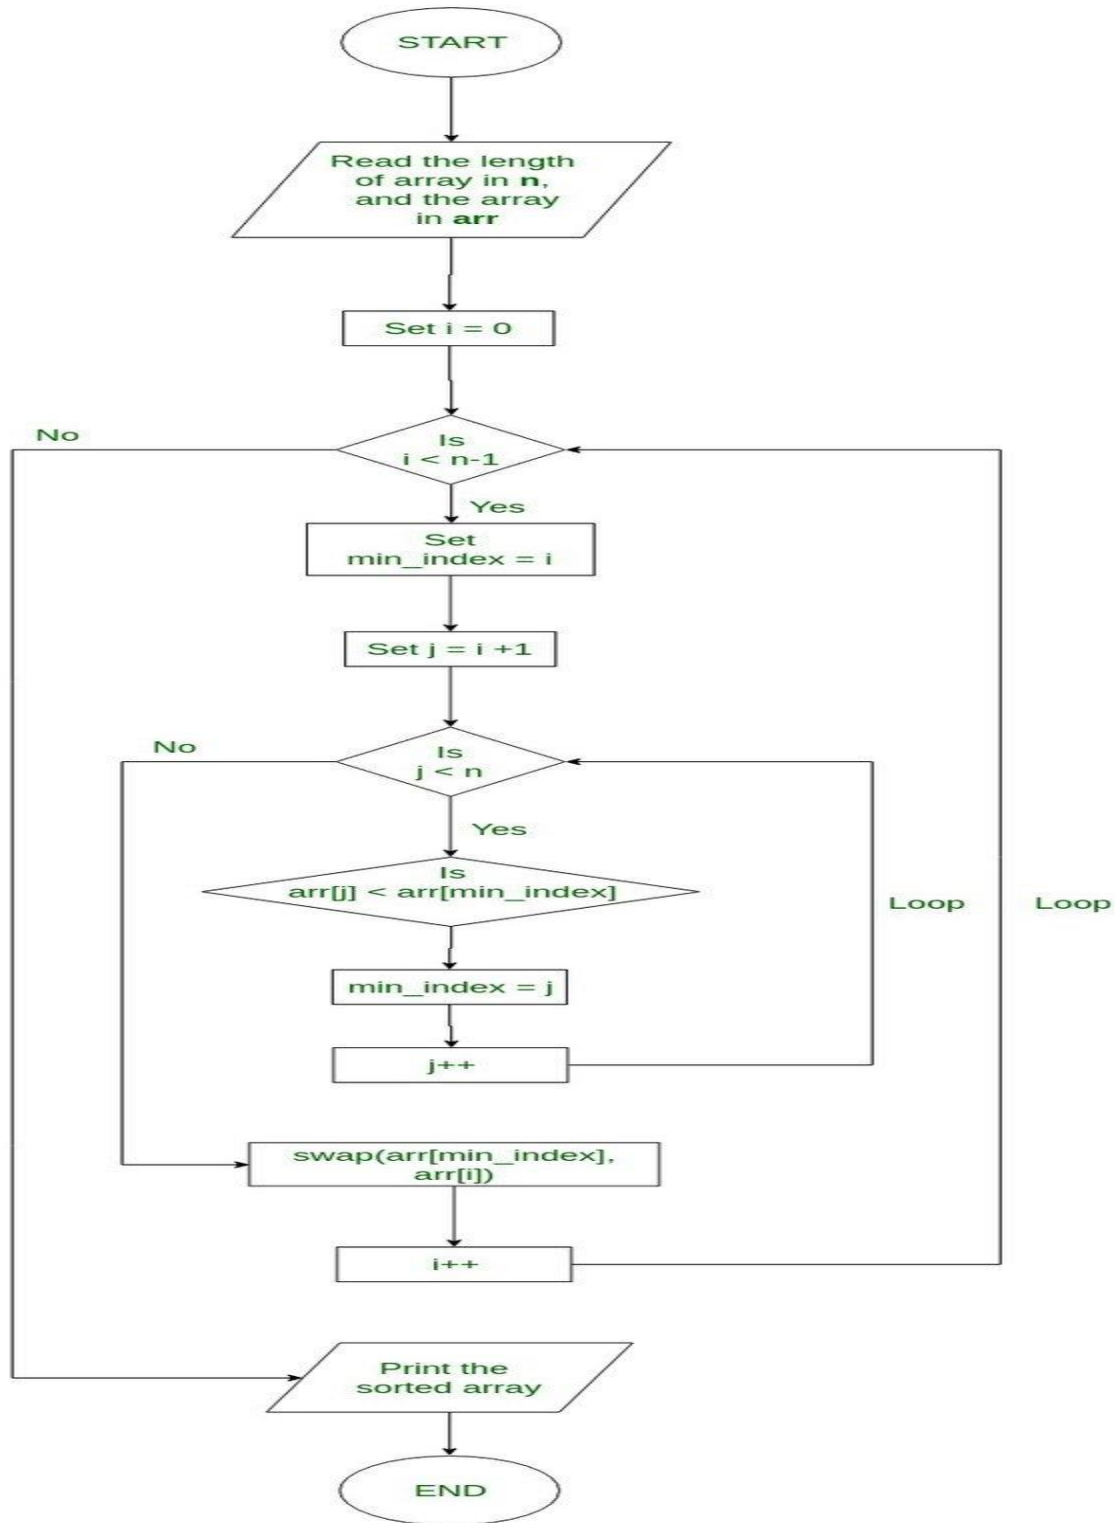 START
Read the length
of array in n,
and the array
in arr
Set i = 0
No
Is
i < n-1
Yes
Set
min_index = i
Set j = i +1
No
Is
j < n
Yes
Is
arr[j] < arr[min_index]
Loop
Loop
min_index = j
j++
swap(arr[min_index],
arr[i])
i++
Print the
sorted array
END